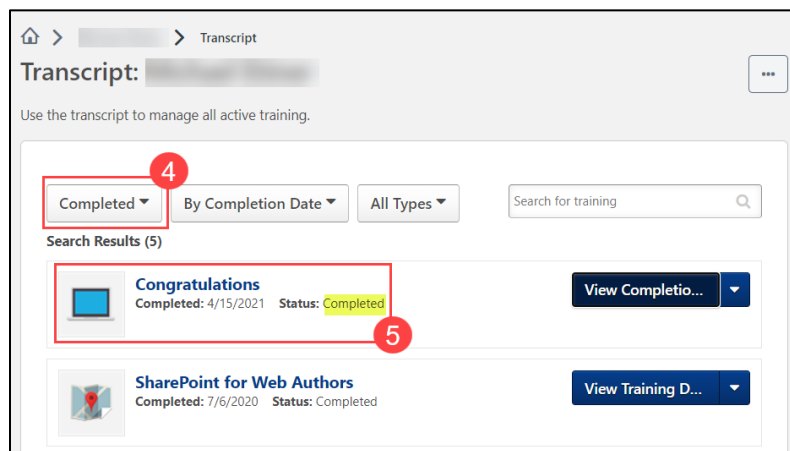 Transcript
Transcript:
Use the transcript to manage all active training.
4
Completed By Completion Date All Types Search for training
Search Results (5)
Congratulations
Completed: 4/15/2021 Status: Completed
View Completio...
5
SharePoint for Web Authors
Completed: 7/6/2020 Status: Completed
View Training D...